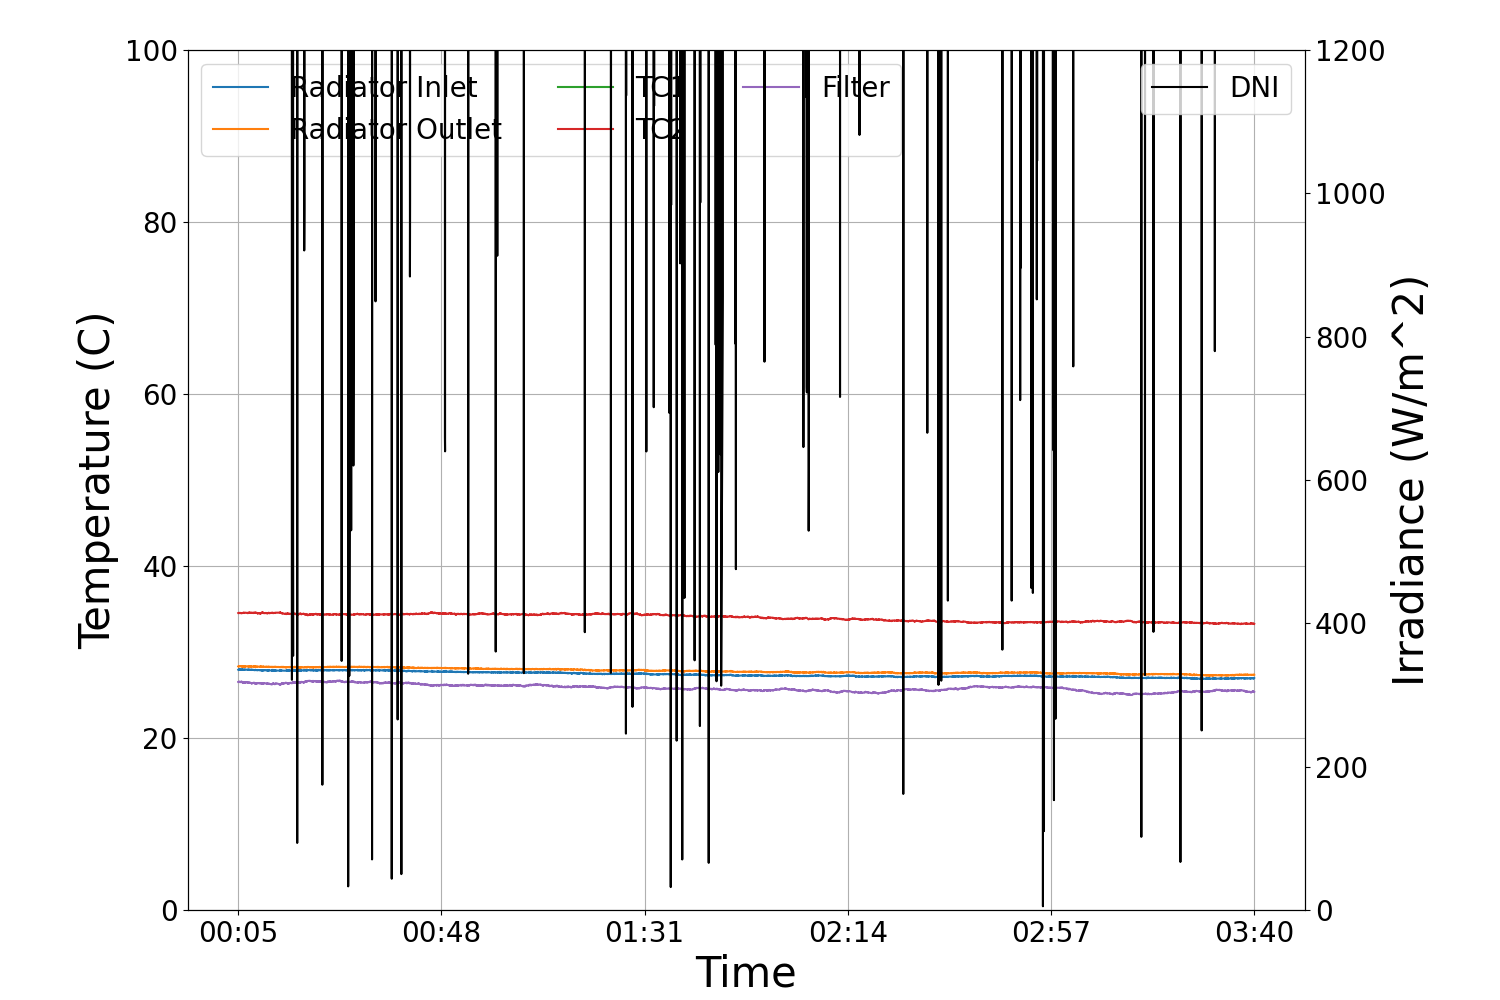 100
80
60
40
20
0
Temperature (C)
Radiator Inlet
Radiator Outlet
TC1
TC2
Filter
DNI
1200
1000
800
600
400
200
0
Irradiance (W/m^2)
00:05
00:48
01:31
02:14
02:57
03:40
Time